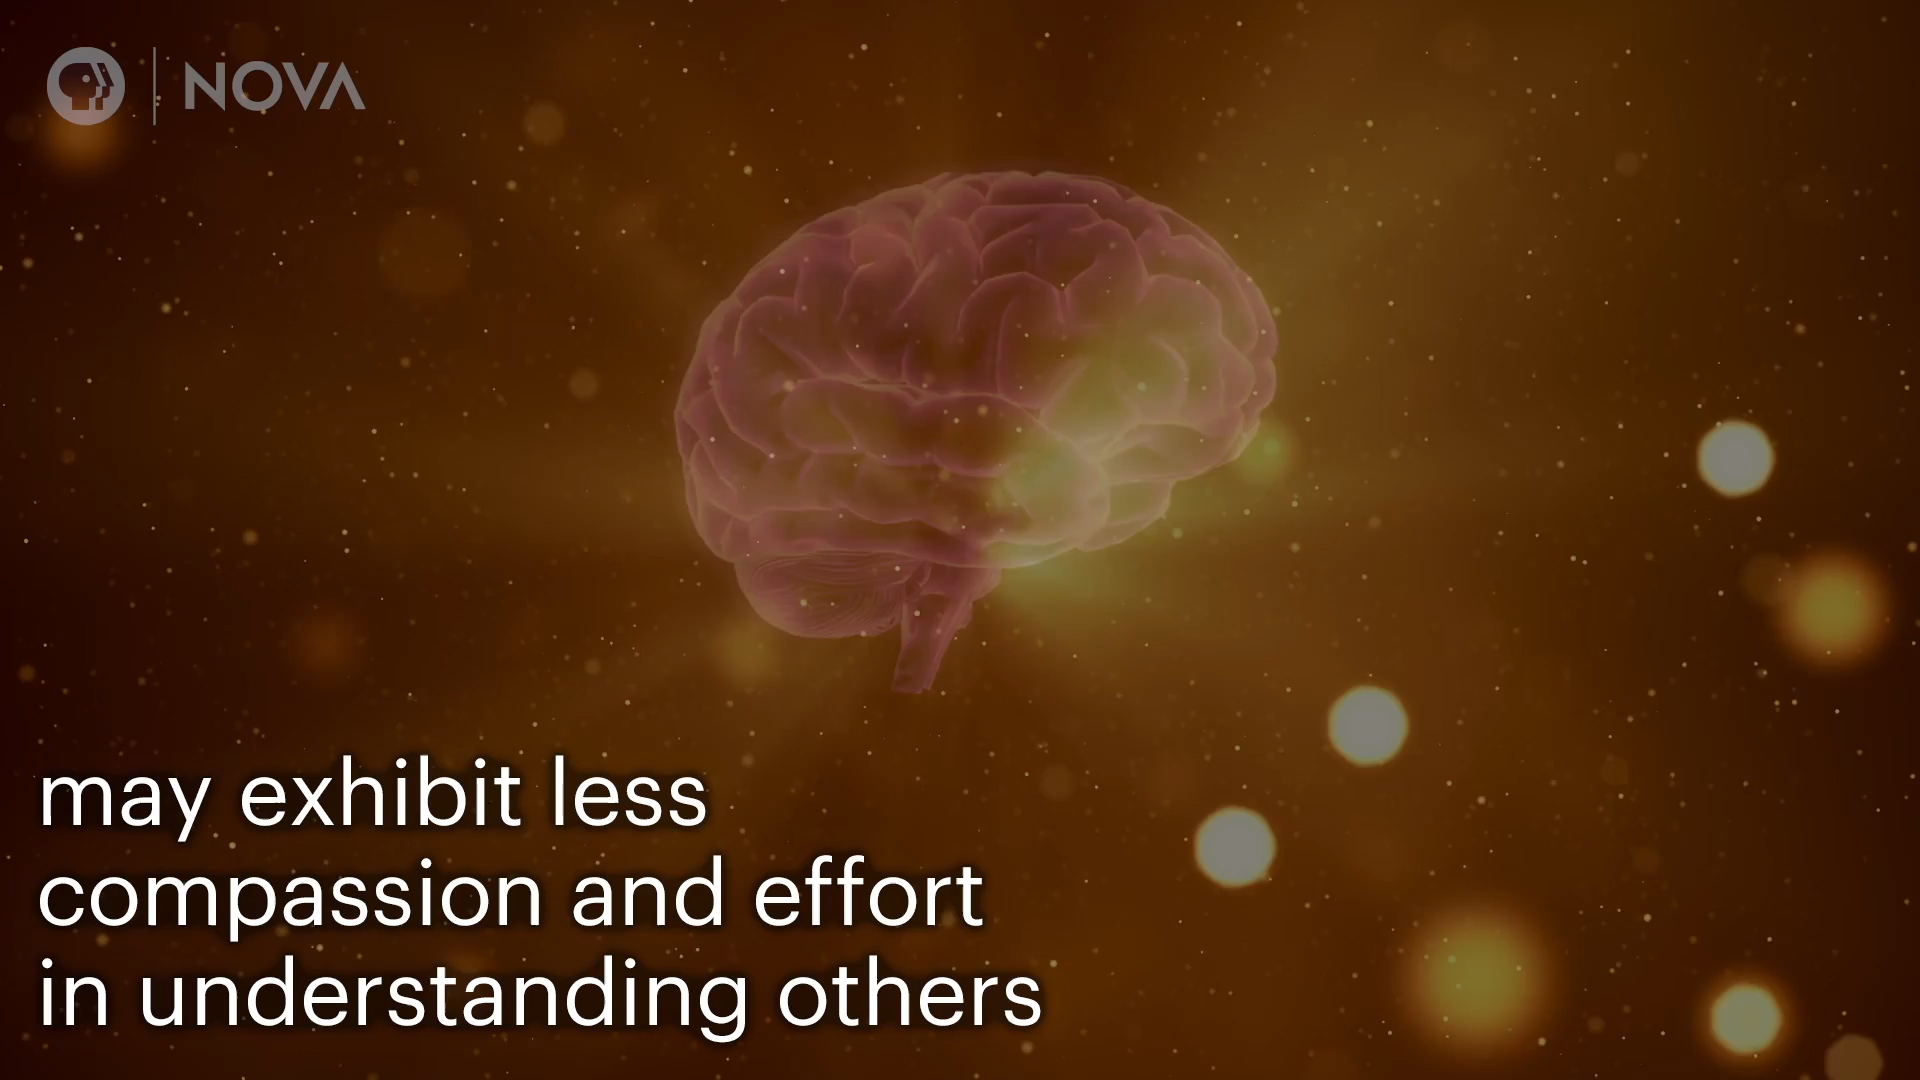 NOVA
may exhibit less
compassion and effort
in understanding others